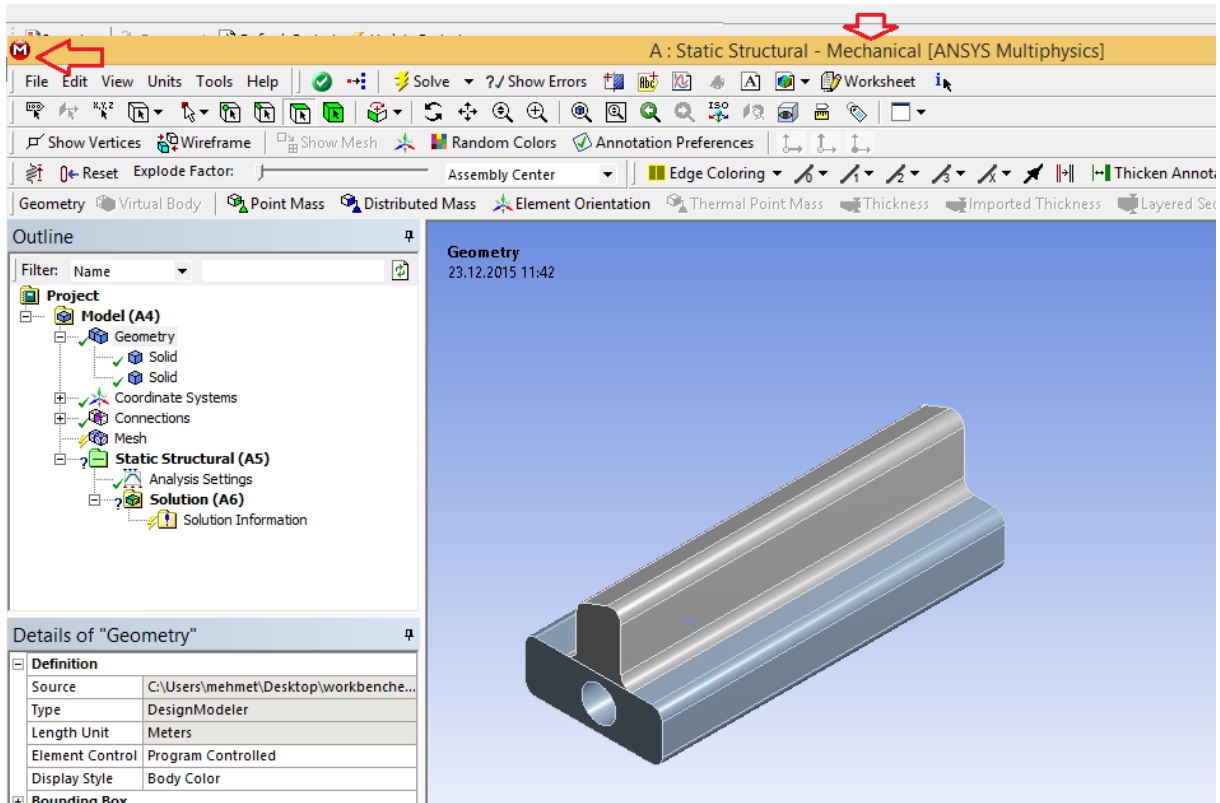 A : Static Structural - Mechanical [ANSYS Multiphysics]
File Edit View Units Tools Help Solve ?/ Show Errors Worksheet
Show Vertices Wireframe Show Mesh Random Colors Annotation Preferences
Reset Explode Factor: Assembly Center Edge Coloring Thicken Annota
Geometry Virtual Body Point Mass Distributed Mass Element Orientation Thermal Point Mass Thickness Imported Thickness Layered Sec
Outline
Filter: Name
Project
Model (A4)
Geometry
Solid
Solid
Coordinate Systems
Connections
Mesh
Static Structural (A5)
Analysis Settings
Solution (A6)
Solution Information
Details of "Geometry"
Definition
Source C:\Users\mehmet\Desktop\workbenche...
Type DesignModeler
Length Unit Meters
Element Control Program Controlled
Display Style Body Color
Bounding Box
Geometry
23.12.2015 11:42